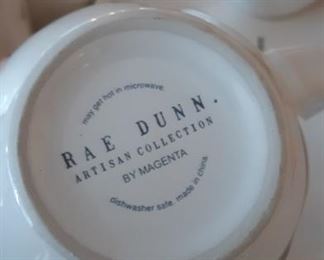 may get hot in microwave.
RAE DUNN.
ARTISAN COLLECTION
BY MAGENTA
dishwasher safe. made in china